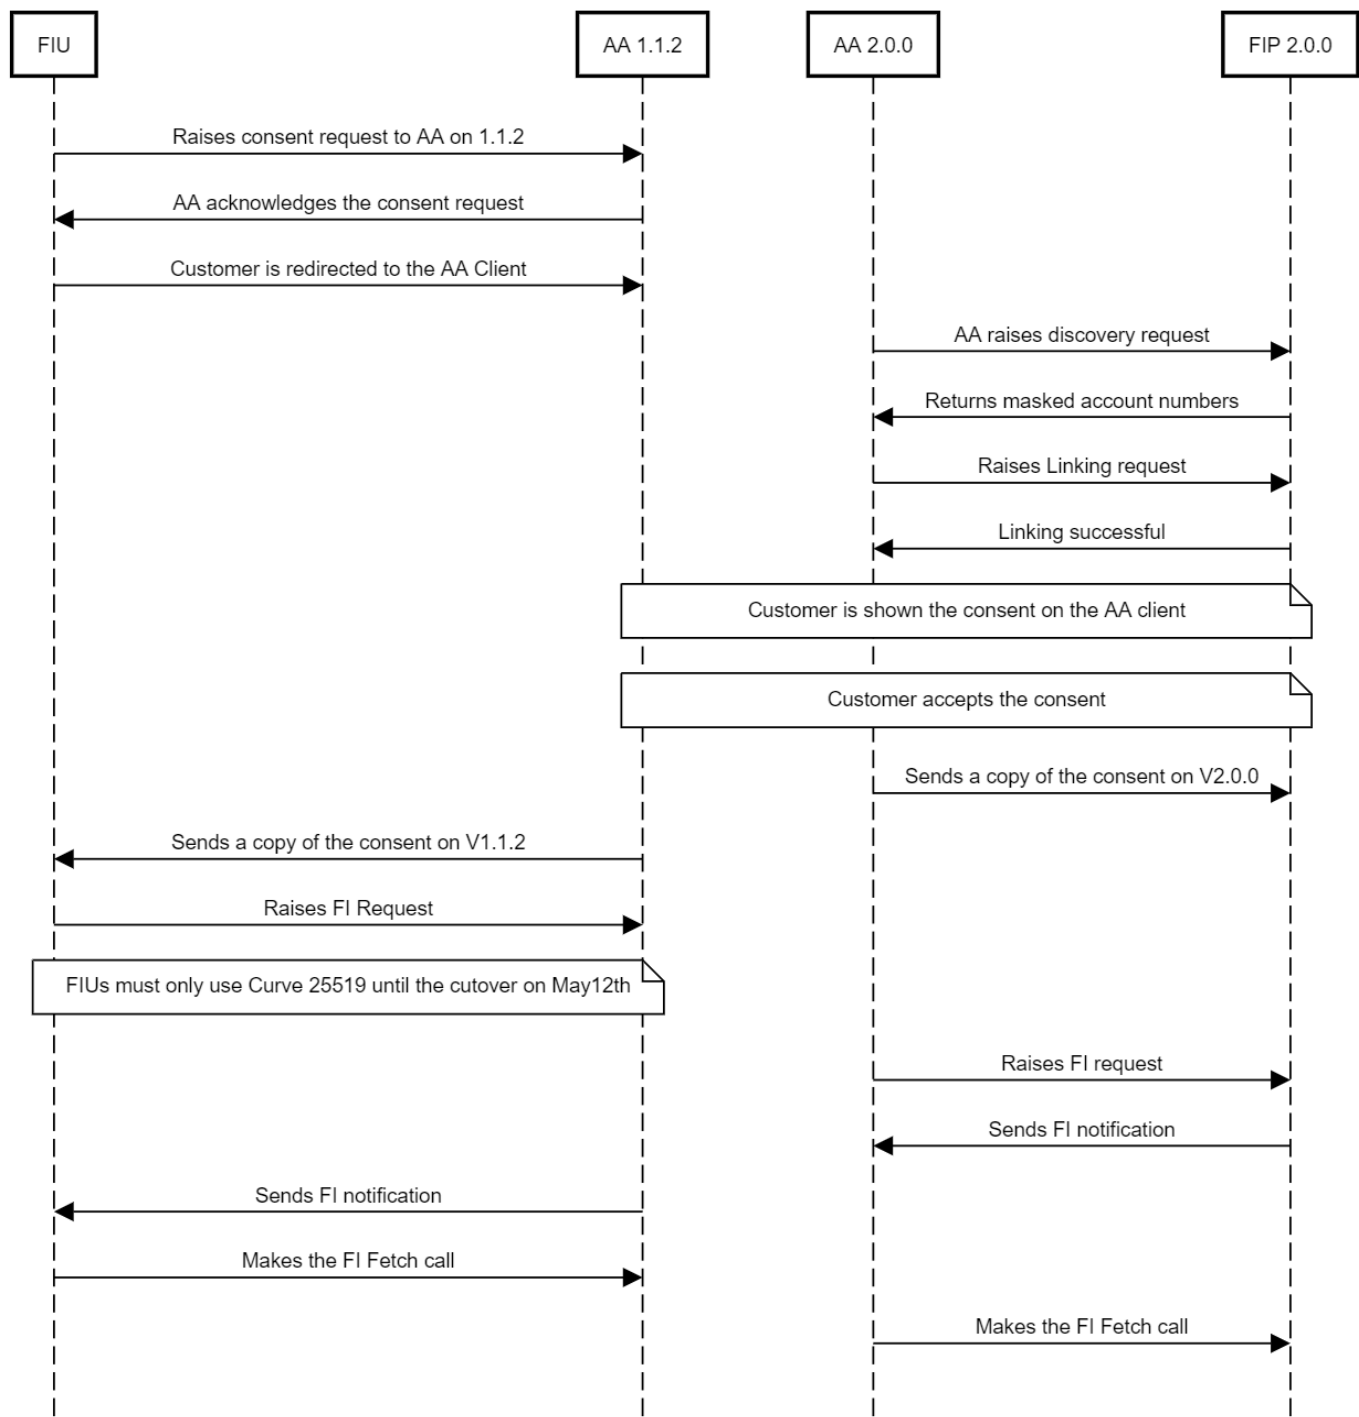 FIU
AA 1.1.2
AA 2.0.0
FIP 2.0.0
Raises consent request to AA on 1.1.2
AA acknowledges the consent request
Customer is redirected to the AA Client
AA raises discovery request
Returns masked account numbers
Raises Linking request
Linking successful
Customer is shown the consent on the AA client
Customer accepts the consent
Sends a copy of the consent on V2.0.0
Sends a copy of the consent on V1.1.2
Raises FI Request
FIUs must only use Curve 25519 until the cutover on May12th
Raises FI request
Sends FI notification
Sends FI notification
Makes the FI Fetch call
Makes the FI Fetch call